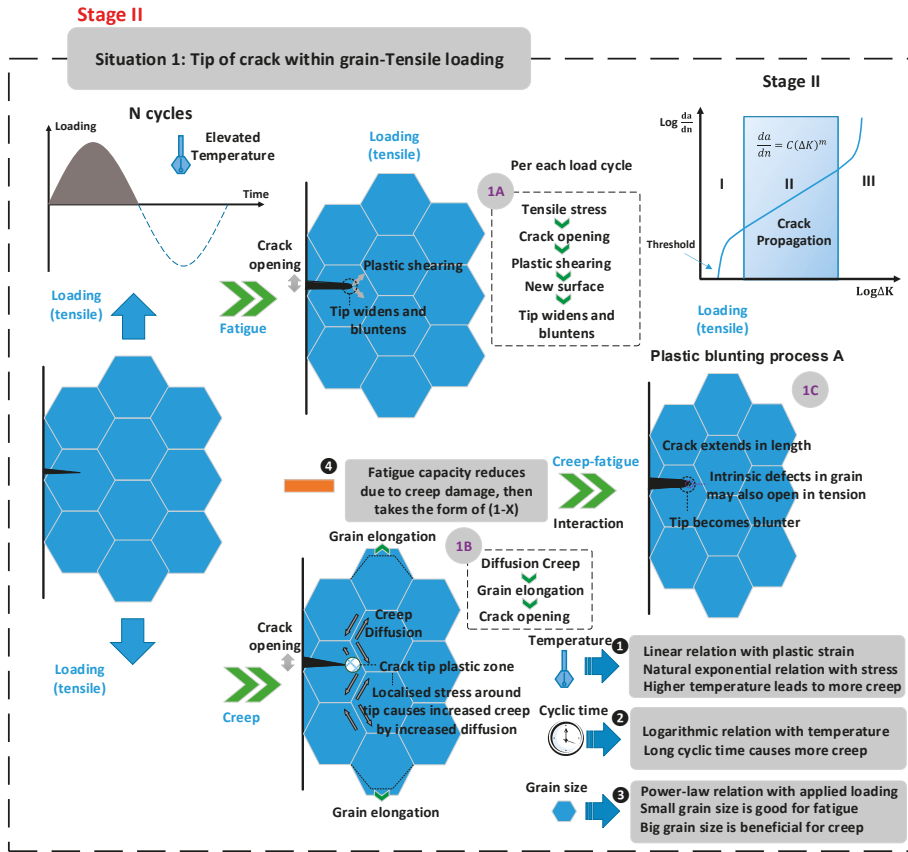 Stage II
Situation 1: Tip of crack within grain-Tensile loading
N cycles
Loading
Elevated
Temperature
Time
Loading
(tensile)
Fatigue
Loading
(tensile)
Crack
opening
Plastic shearing
Tip widens and
bluntens
1A
Per each load cycle
Tensile stress
Crack opening
Plastic shearing
New surface
Tip widens and
bluntens
Stage II
Log da/dn
da/dn = C(ΔK)^m
I
II
III
Crack
Propagation
Threshold
LogΔK
Loading
(tensile)
Plastic blunting process A
1C
Crack extends in length
Intrinsic defects in grain
may also open in tension
Tip becomes blunter
4
Fatigue capacity reduces
due to creep damage, then
takes the form of (1-X)
Creep-fatigue
Interaction
Loading
(tensile)
Creep
Grain elongation
1B
Diffusion Creep
Grain elongation
Crack opening
Creep
Diffusion
Crack
opening
Crack tip plastic zone
Localised stress around
tip causes increased creep
by increased diffusion
Grain elongation
Temperature
1
Linear relation with plastic strain
Natural exponential relation with stress
Higher temperature leads to more creep
Cyclic time
2
Logarithmic relation with temperature
Long cyclic time causes more creep
Grain size
3
Power-law relation with applied loading
Small grain size is good for fatigue
Big grain size is beneficial for creep